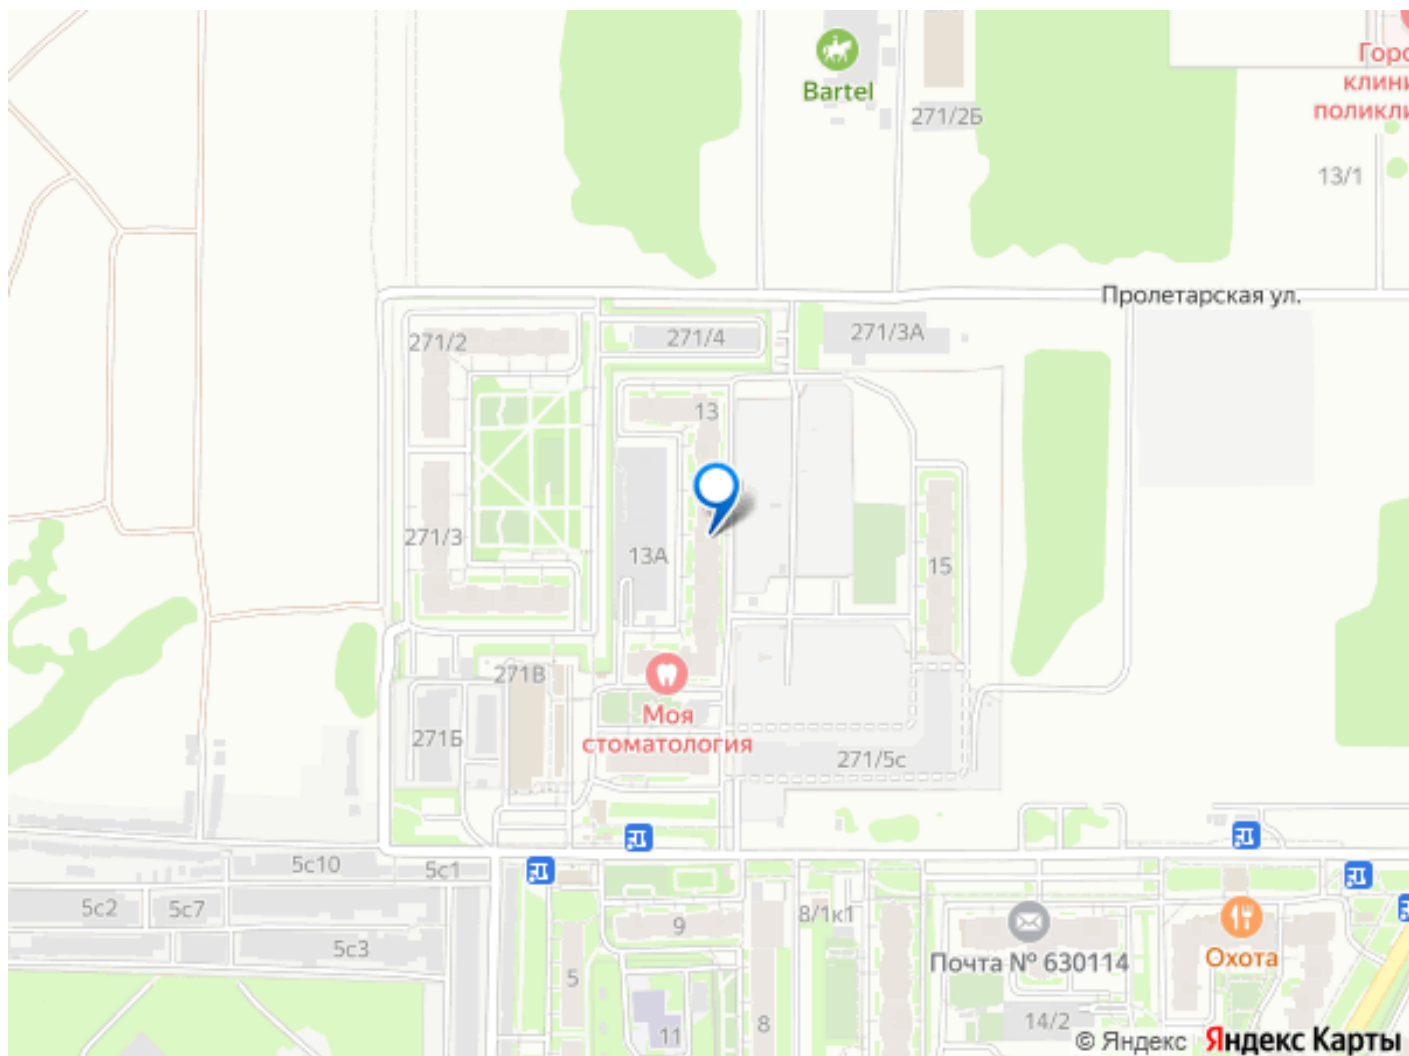 Bartel
271/2Б
Горо
клини
поликли
13/1
Пролетарская ул.
271/2
271/4
271/3А
13
271/3
13А
15
271В
Моя
стоматология
271Б
271/5с
5с10
5с1
5с2
5с7
5с3
9
8/1к1
5
11
8
Почта № 630114
Охота
14/2
© Яндекс Яндекс Карты